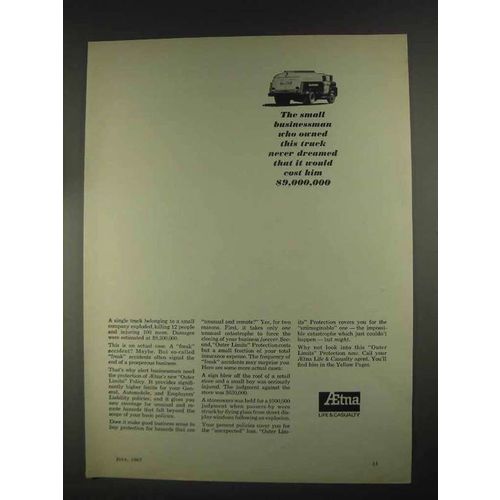 The small
businessman
who owned
this truck
never dreamed
that it would
cost him
$9,000,000
A single truck belonging to a small
company exploded, killing 12 people
and injuring 100 more. Damages
were estimated at $9,000,000.
This is an actual case. A "freak"
accident? Maybe. But so-called
"freak" accidents often signal the
end of a prosperous business.
That's why alert businessmen need
the protection of Ætna's new "Outer
Limits" Policy. It provides signifi-
cantly higher limits for your Gen-
eral, Automobile, and Employers'
Liability policies, and it gives you
new coverage for unusual and re-
mote hazards that fall beyond the
scope of your basic policies.
Does it make good business sense to
buy protection for hazards that are
"unusual and remote?" Yes, for two
reasons. First, it takes only one
unusual catastrophe to force the
closing of your business forever. Sec-
ond, "Outer Limits" Protection costs
but a small fraction of your total
insurance expense. The frequency of
"freak" accidents may surprise you.
Here are some more actual cases:
A sign blew off the roof of a retail
store and a small boy was seriously
injured. The judgment against the
store was $650,000.
A storeowner was held for a $500,000
judgment when passers-by were
struck by flying glass from street dis-
play windows following an explosion.
Your present policies cover you for
the "unexpected" loss. "Outer Lim-
its" Protection covers you for the
"unimaginable" one — the impossi-
ble catastrophe which just couldn't
happen — but might.
Why not look into this "Outer
Limits" Protection now. Call your
Ætna Life & Casualty agent. You'll
find him in the Yellow Pages.
Ætna
LIFE & CASUALTY
JULY, 1967